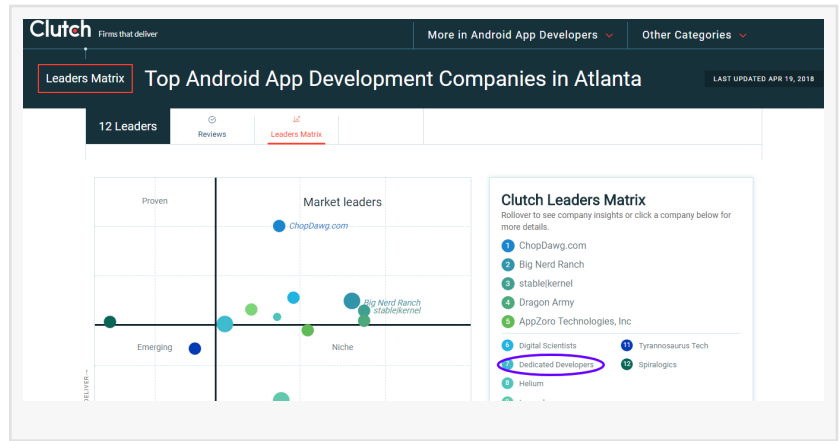 Clutch Firms that deliver
More in Android App Developers
Other Categories
Leaders Matrix
Top Android App Development Companies in Atlanta
LAST UPDATED APR 19, 2018
12 Leaders
Reviews
Leaders Matrix
Proven
Market leaders
ChopDawg.com
Big Nerd Ranch
stable|kernel
Emerging
Niche
DELIVER→
Clutch Leaders Matrix
Rollover to see company insights or click a company below for
more details.
1 ChopDawg.com
2 Big Nerd Ranch
3 stable|kernel
4 Dragon Army
5 AppZoro Technologies, Inc
6 Digital Scientists
7 Dedicated Developers
8 Helium
11 Tyrannosaurus Tech
12 Spiralogics